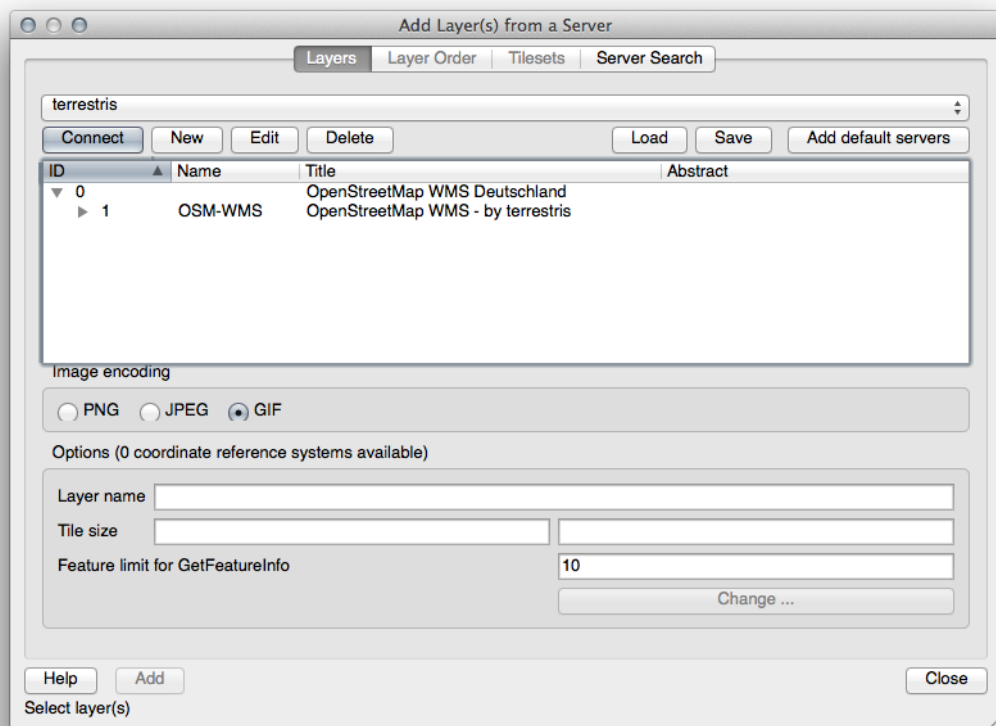 Add Layer(s) from a Server
Layers Layer Order Tilesets Server Search
terrestris
Connect New Edit Delete Load Save Add default servers
ID Name Title Abstract
0 OpenStreetMap WMS Deutschland
1 OSM-WMS OpenStreetMap WMS - by terrestris
Image encoding
PNG JPEG GIF
Options (0 coordinate reference systems available)
Layer name
Tile size
Feature limit for GetFeatureInfo 10
Change ...
Help Add Close
Select layer(s)